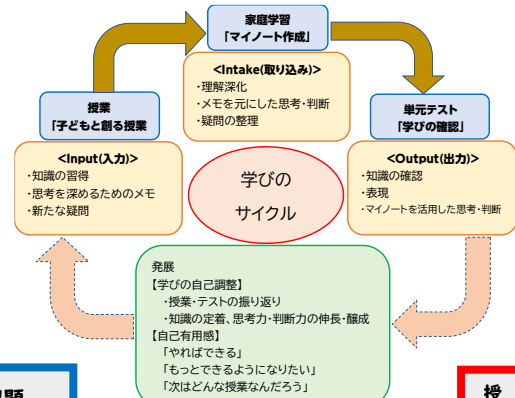 家庭学習
「マイノート作成」
<Intake(取り込み)>
・理解深化
・メモを元にした思考・判断
・疑問の整理
授業
「子どもと創る授業
<Input(入力)>
・知識の習得
・思考を深めるためのメモ
・新たな疑問
単元テスト
「学びの確認」
<Output(出力)>
・知識の確認
・表現
・マイノートを活用した思考・判断
学びの
サイクル
発展
【学びの自己調整】
・授業・テストの振り返り
・知識の定着、思考力・判断力の伸長・醸成
【自己有用感】
「やればできる」
「もっとできるようになりたい」
「次はどんな授業なんだろう」
授